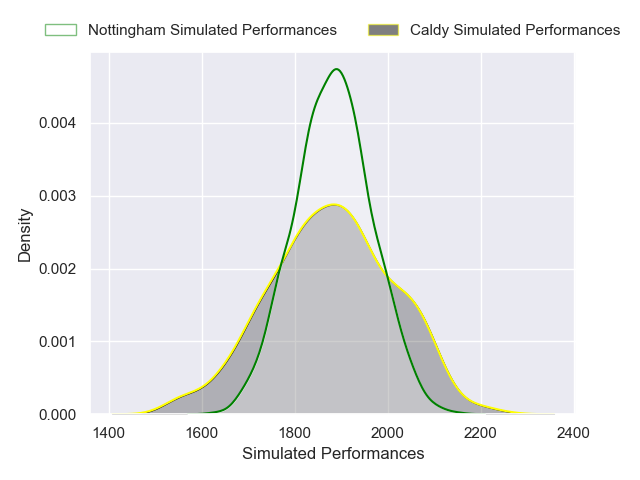 Nottingham Simulated Performances
Caldy Simulated Performances
0.004
0.003
0.002
0.001
0.000
Density
1400 1600 1800 2000 2200 2400
Simulated Performances